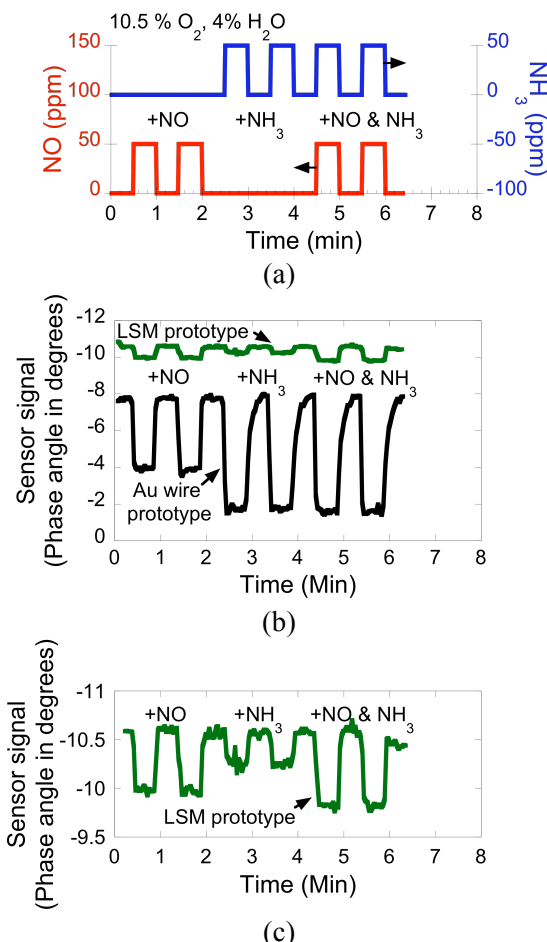 10.5 % O2, 4% H2O
150
100
50
0
NO (ppm)
50
0
-50
-100
NH3 (ppm)
+NO
+NH3
+NO & NH3
0 1 2 3 4 5 6 7 8
Time (min)
(a)
-12
-10
-8
-6
-4
-2
0
Sensor signal
(Phase angle in degrees)
LSM prototype
+NO
+NH3
+NO & NH3
Au wire
prototype
0 1 2 3 4 5 6 7 8
Time (Min)
(b)
-11
-10.5
-10
-9.5
Sensor signal
(Phase angle in degrees)
+NO
+NH3
+NO & NH3
LSM prototype
0 1 2 3 4 5 6 7 8
Time (Min)
(c)